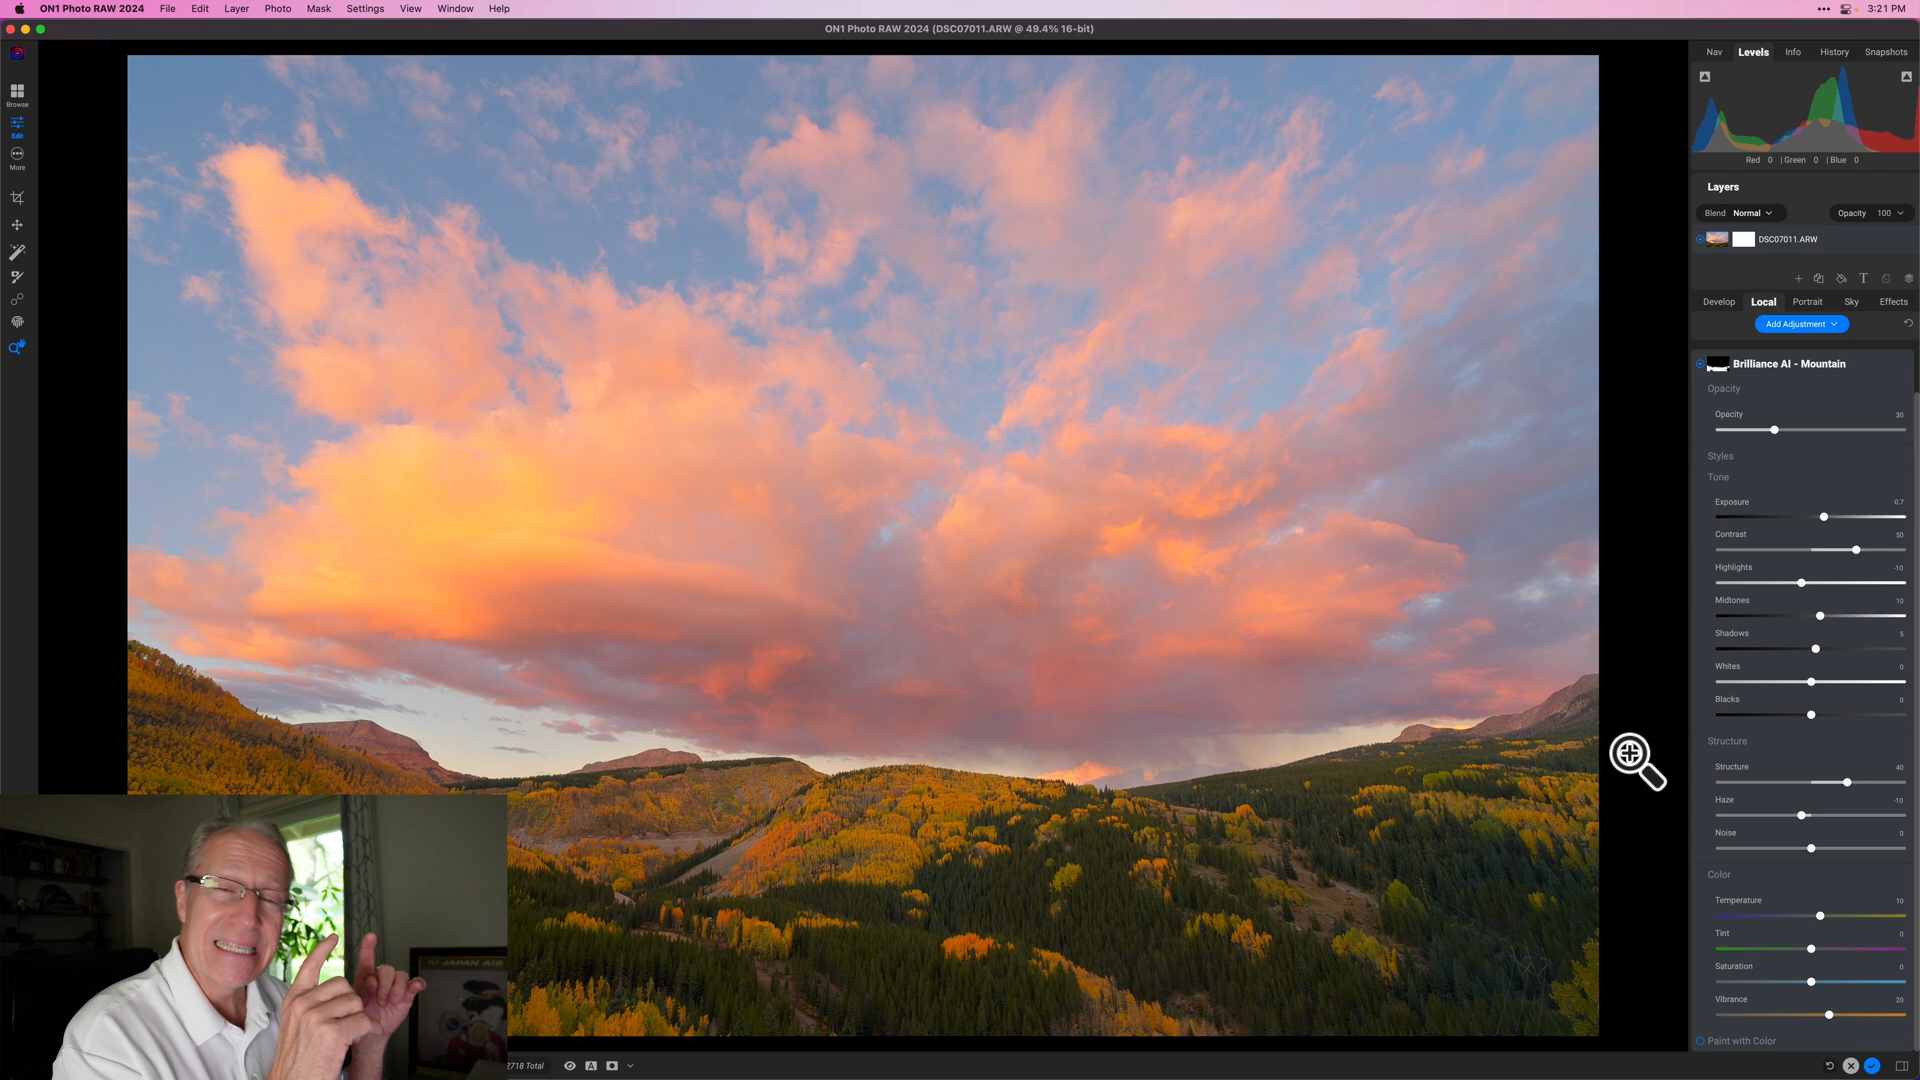 ON1 Photo RAW 2024 File Edit Layer Photo Mask Settings View Window Help 3:21 PM
ON1 Photo RAW 2024 (DSC07011.ARW @ 49.4% 16-bit)
Nav Levels Info History Snapshots
Browse
Edit
More
Red 0 | Green 0 | Blue 0
Layers
Blend Normal Opacity 100
DSC07011.ARW
Develop Local Portrait Sky Effects
Add Adjustment
Brilliance AI - Mountain
Opacity
Opacity 30
Styles
Tone
Exposure 0.7
Contrast 50
Highlights -10
Midtones 10
Shadows 5
Whites 0
Blacks 0
Structure
Structure 40
Haze -10
Noise 0
Color
Temperature 10
Tint 0
Saturation 0
Vibrance 20
Paint with Color
JAPAN AIR
2718 Total